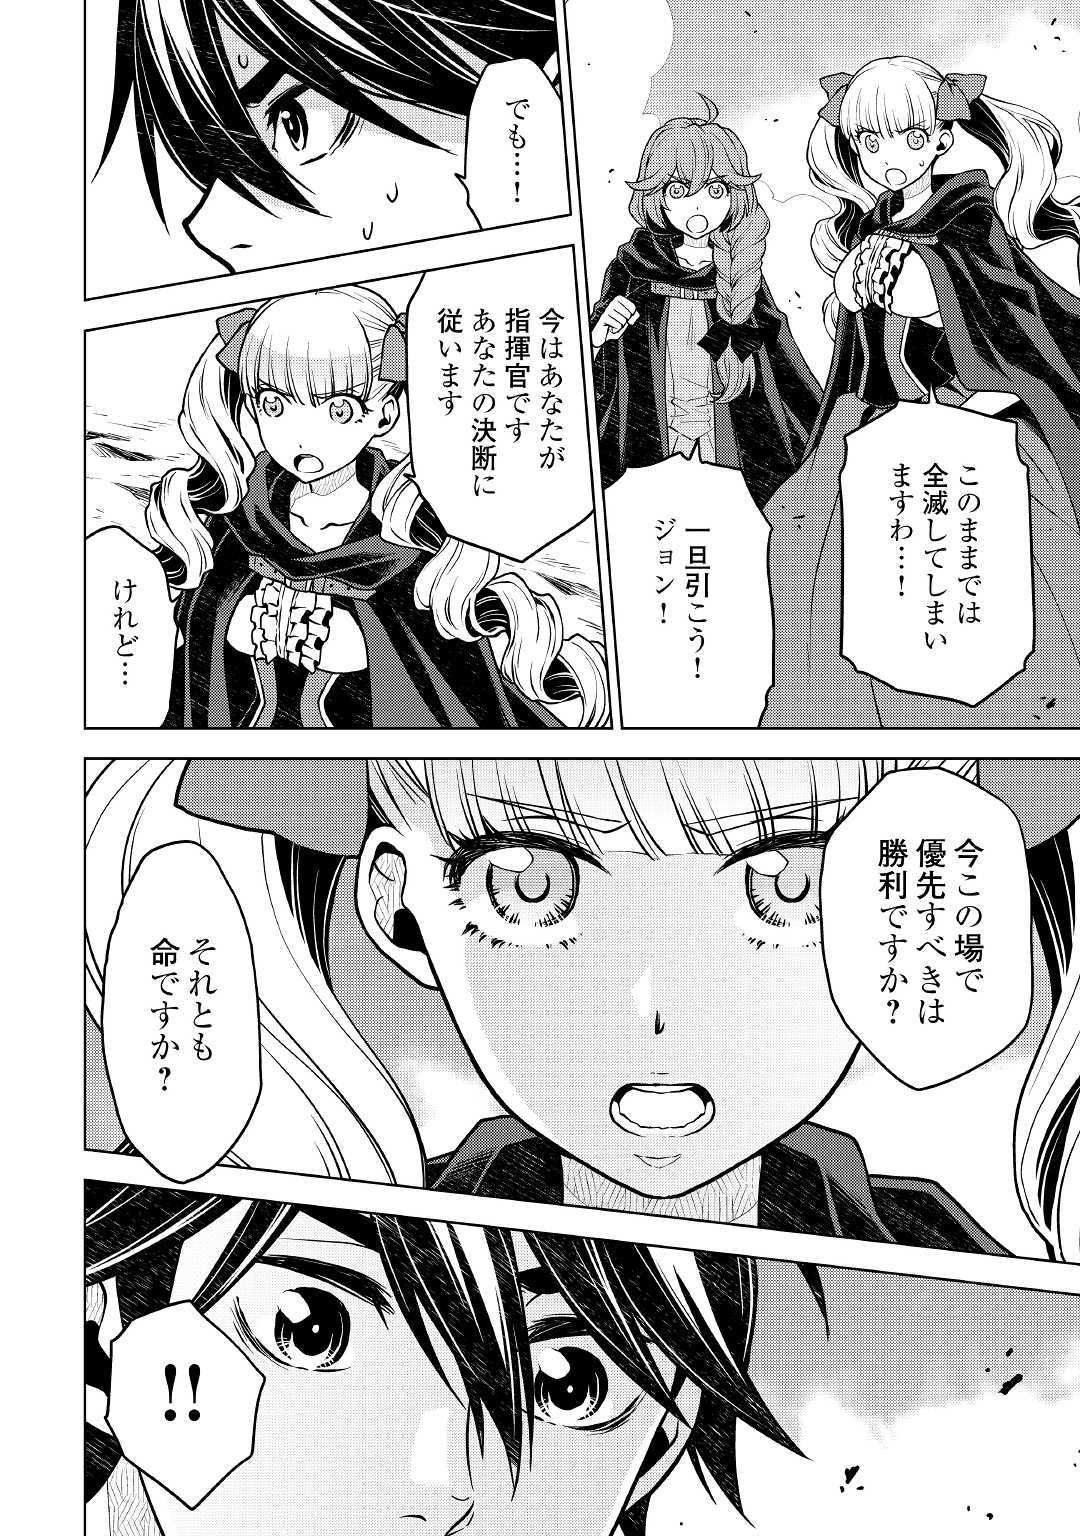 このままでは
全滅してしまい
ますわ…！
一旦引こう！
ジョン！
でも…！
今はあなたが
指揮官です
あなたの決断に
従います
けれど…
今この場で
優先すべきは
勝利ですか？
それとも
命ですか？
！！